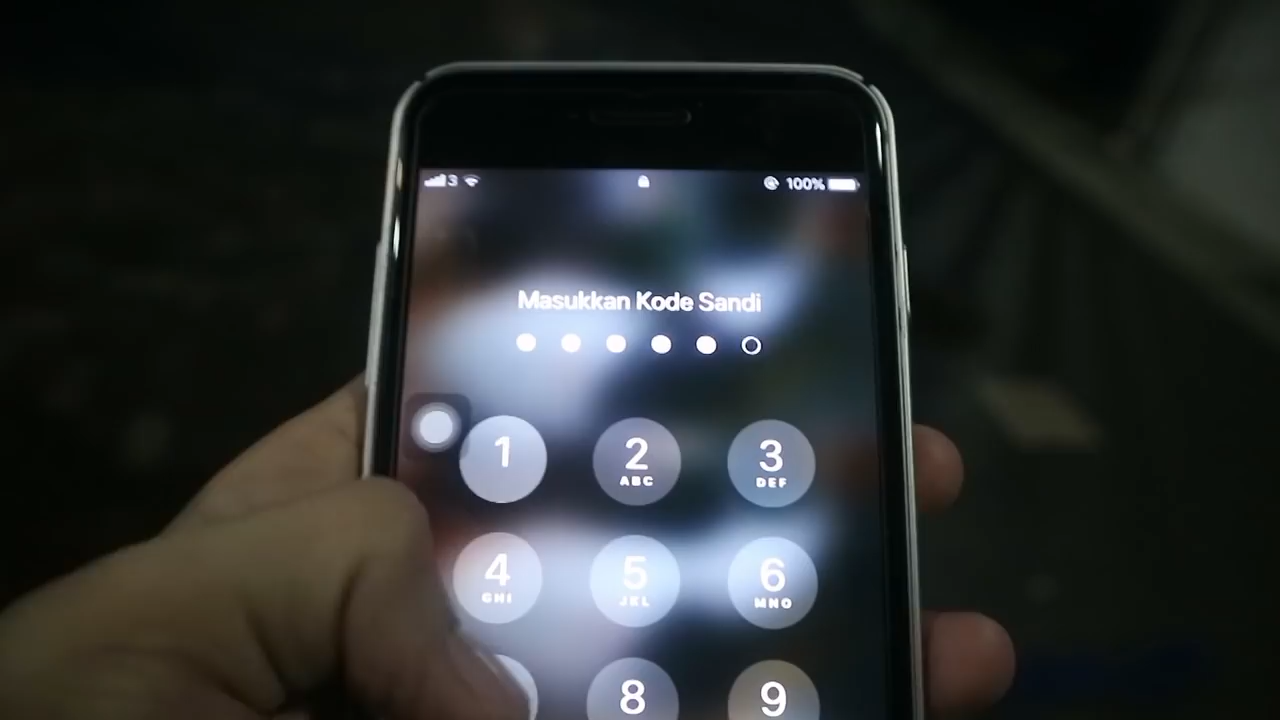 3 100%
Masukkan Kode Sandi
1 2 3
ABC DEF
4 5 6
GHI JKL MNO
8 9